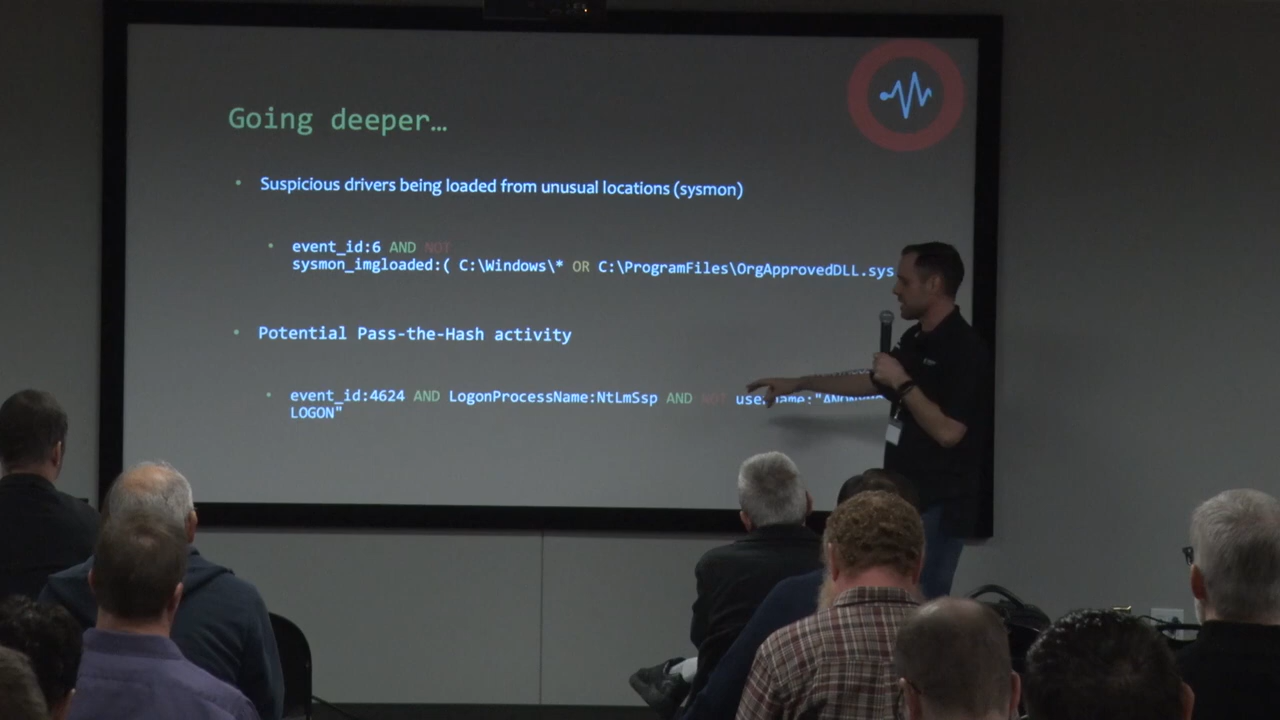 Going deeper…
• Suspicious drivers being loaded from unusual locations (sysmon)
• event_id:6 AND NOT
sysmon_imgloaded:( C:\Windows\* OR C:\ProgramFiles\OrgApprovedDLL.sys
• Potential Pass-the-Hash activity
• event_id:4624 AND LogonProcessName:NtLmSsp AND NOT
LOGON"